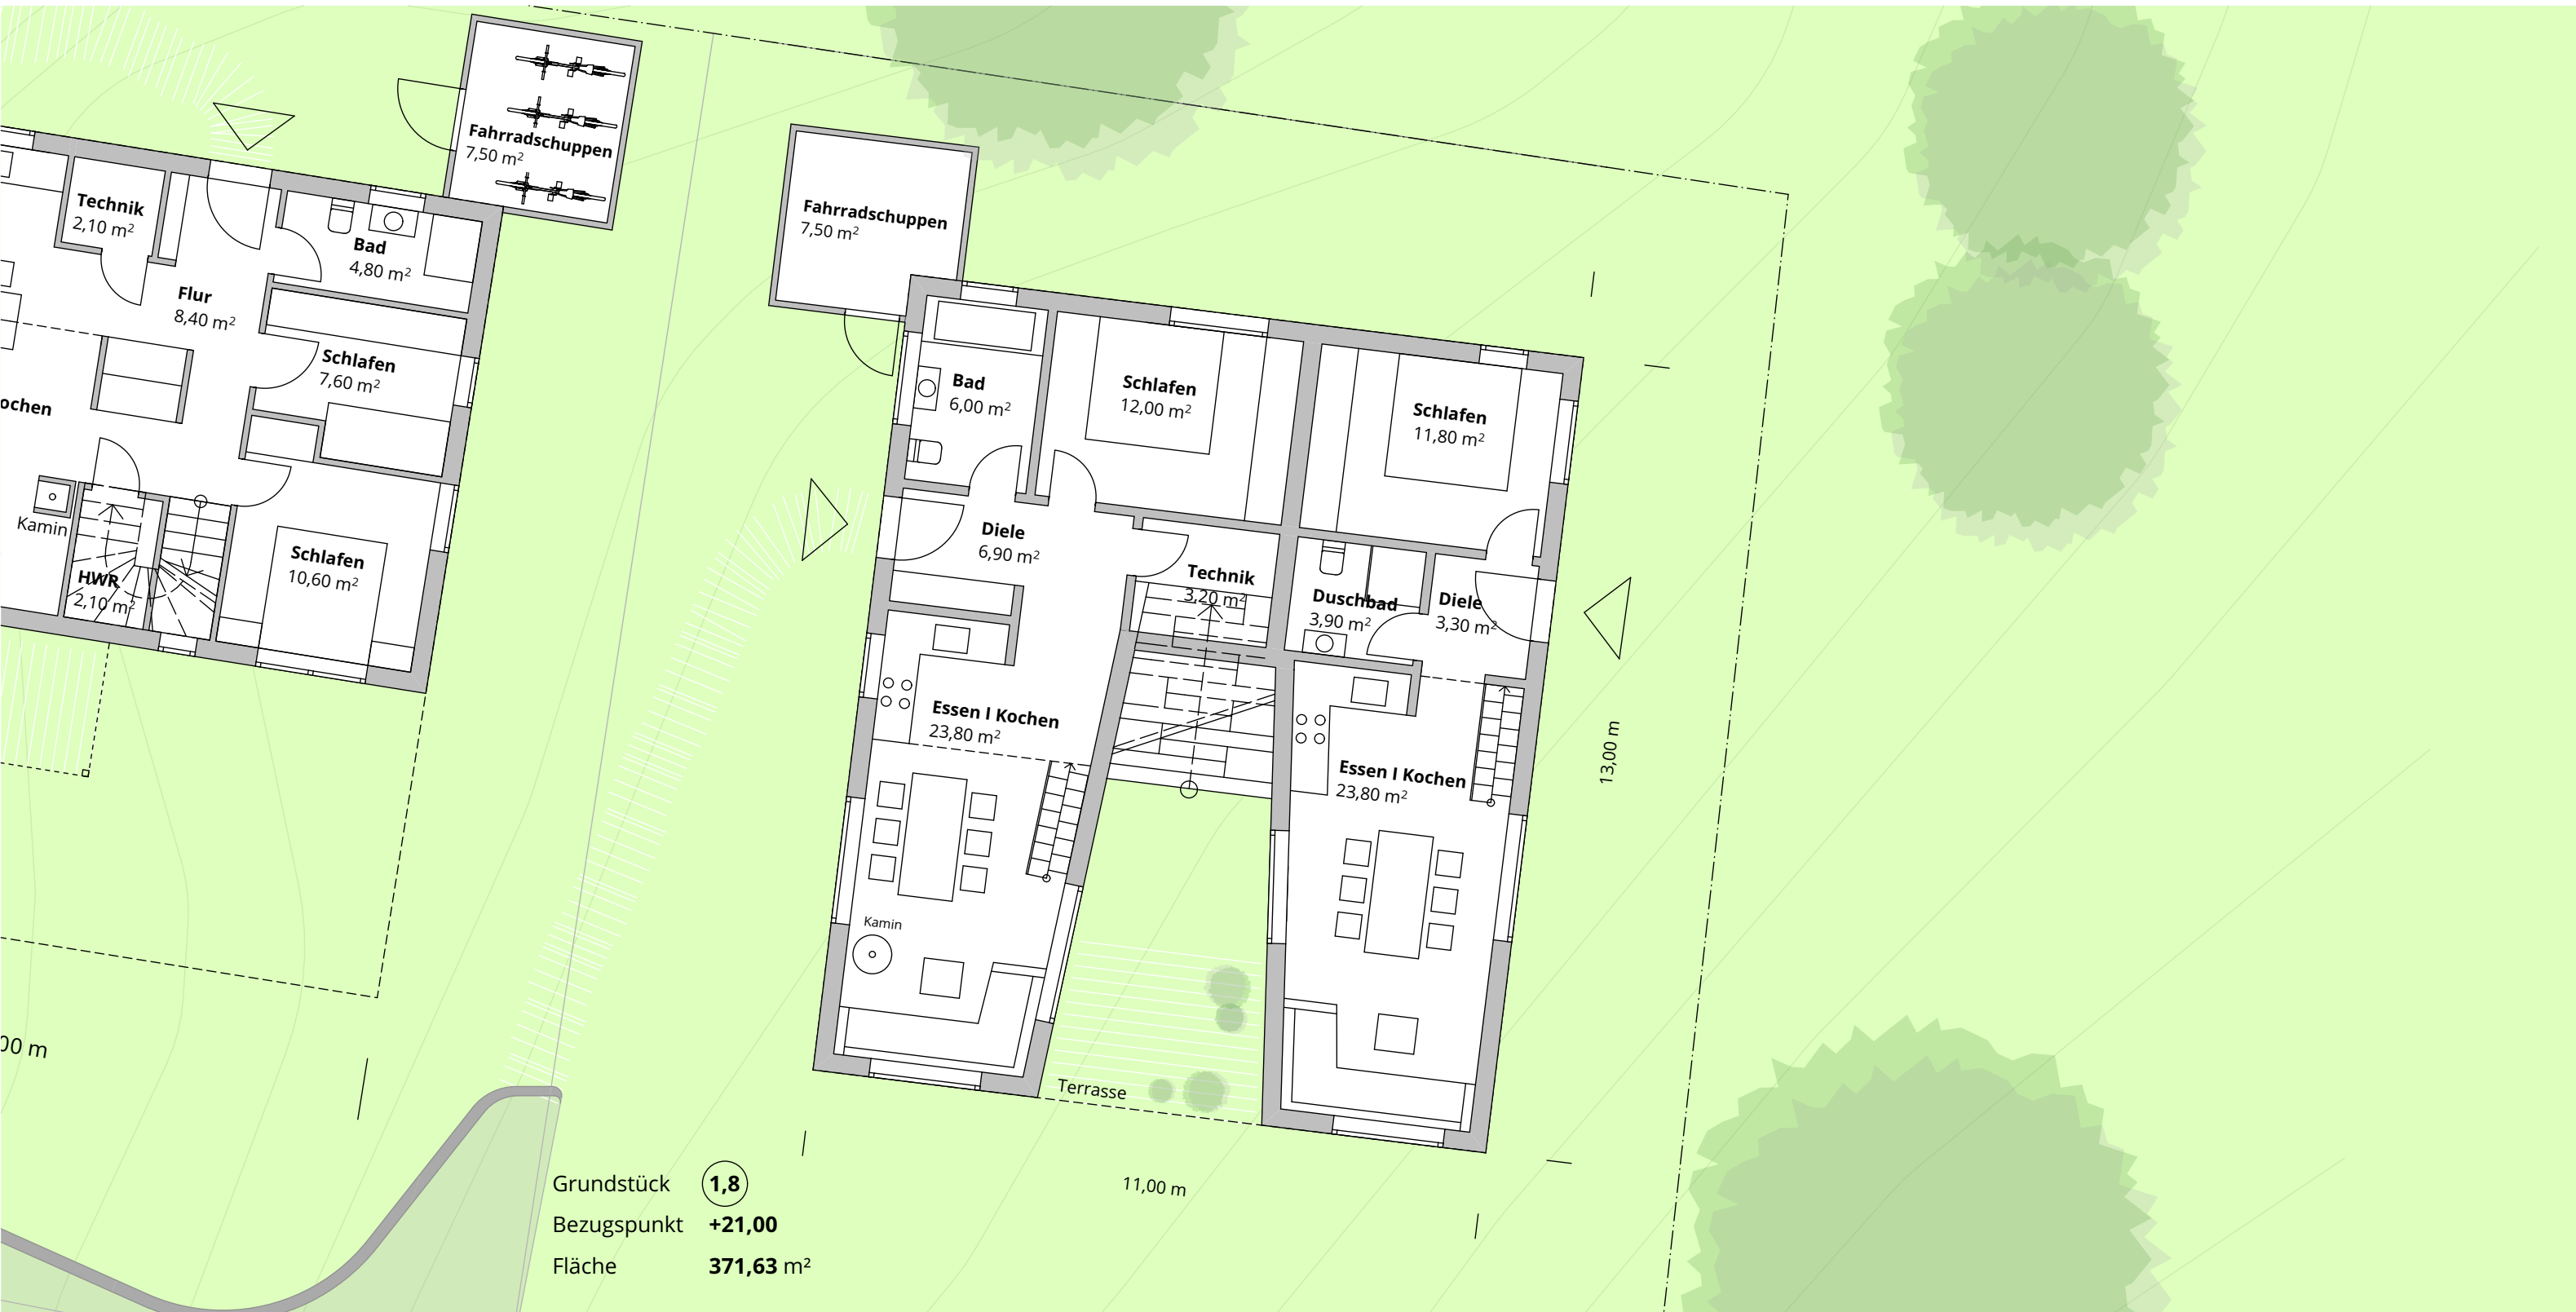 Fahrradschuppen
7,50 m²
Technik
2,10 m²
Bad
4,80 m²
Flur
8,40 m²
Schlafen
7,60 m²
ochen
Kamin
HWR
2,10 m²
Schlafen
10,60 m²
00 m
Fahrradschuppen
7,50 m²
Bad
6,00 m²
Schlafen
12,00 m²
Schlafen
11,80 m²
Diele
6,90 m²
Technik
3,20 m²
Duschbad
3,90 m²
Diele
3,30 m²
Essen I Kochen
23,80 m²
Essen I Kochen
23,80 m²
13,00 m
Kamin
Terrasse
11,00 m
Grundstück 1,8
Bezugspunkt +21,00
Fläche 371,63 m²